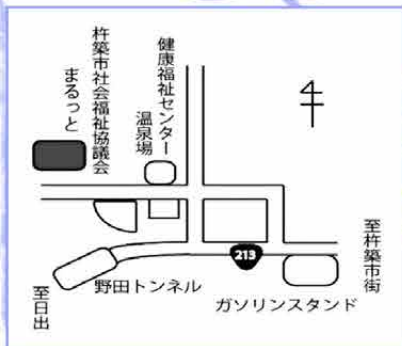 杵築市社会福祉協議会
まるっと
健康福祉センター
温泉場
至杵築市街
213
野田トンネル
ガソリンスタンド
至日出